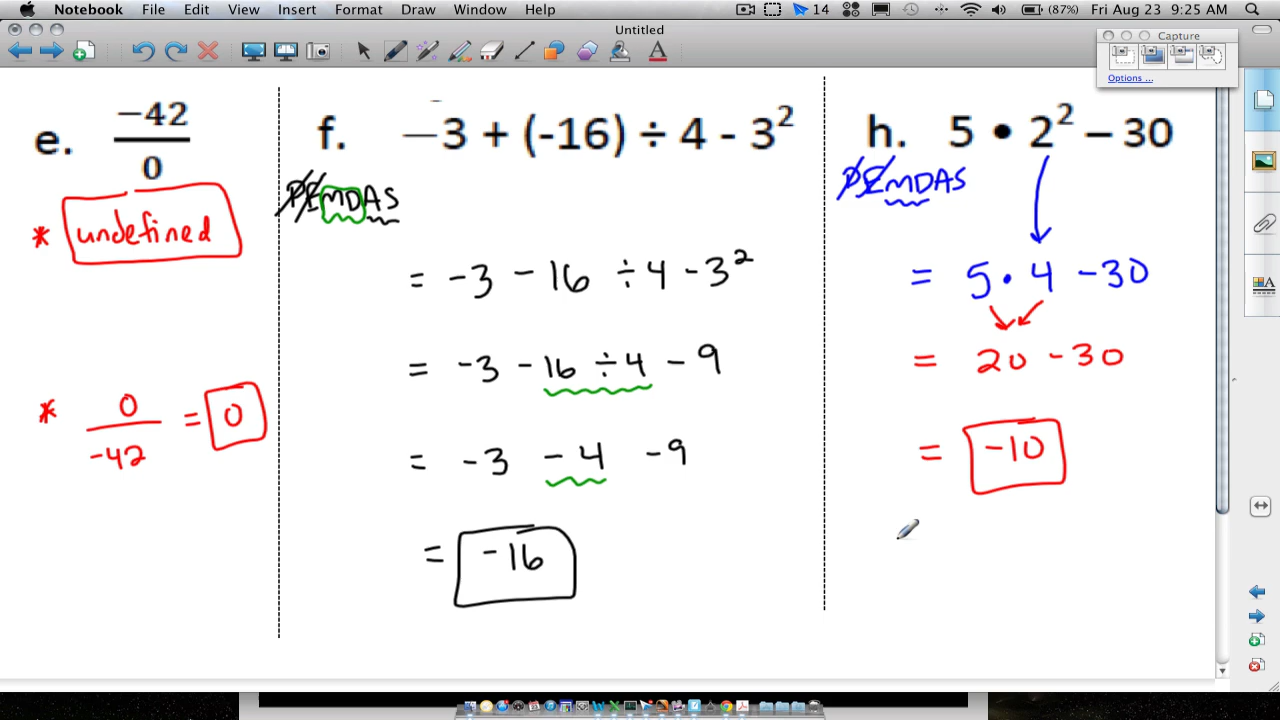 Notebook File Edit View Insert Format Draw Window Help 14 (87%) Fri Aug 23 9:25 AM
Untitled
Capture
Options ...
e. −42
0
* undefined
* 0 = 0
-42
f. −3 + (-16) ÷ 4 - 3²
PEMDAS
= -3 - 16 ÷ 4 - 3²
= -3 - 16 ÷ 4 - 9
= -3 - 4 - 9
= -16
h. 5 • 2² − 30
PEMDAS
= 5 · 4 - 30
= 20 - 30
= -10